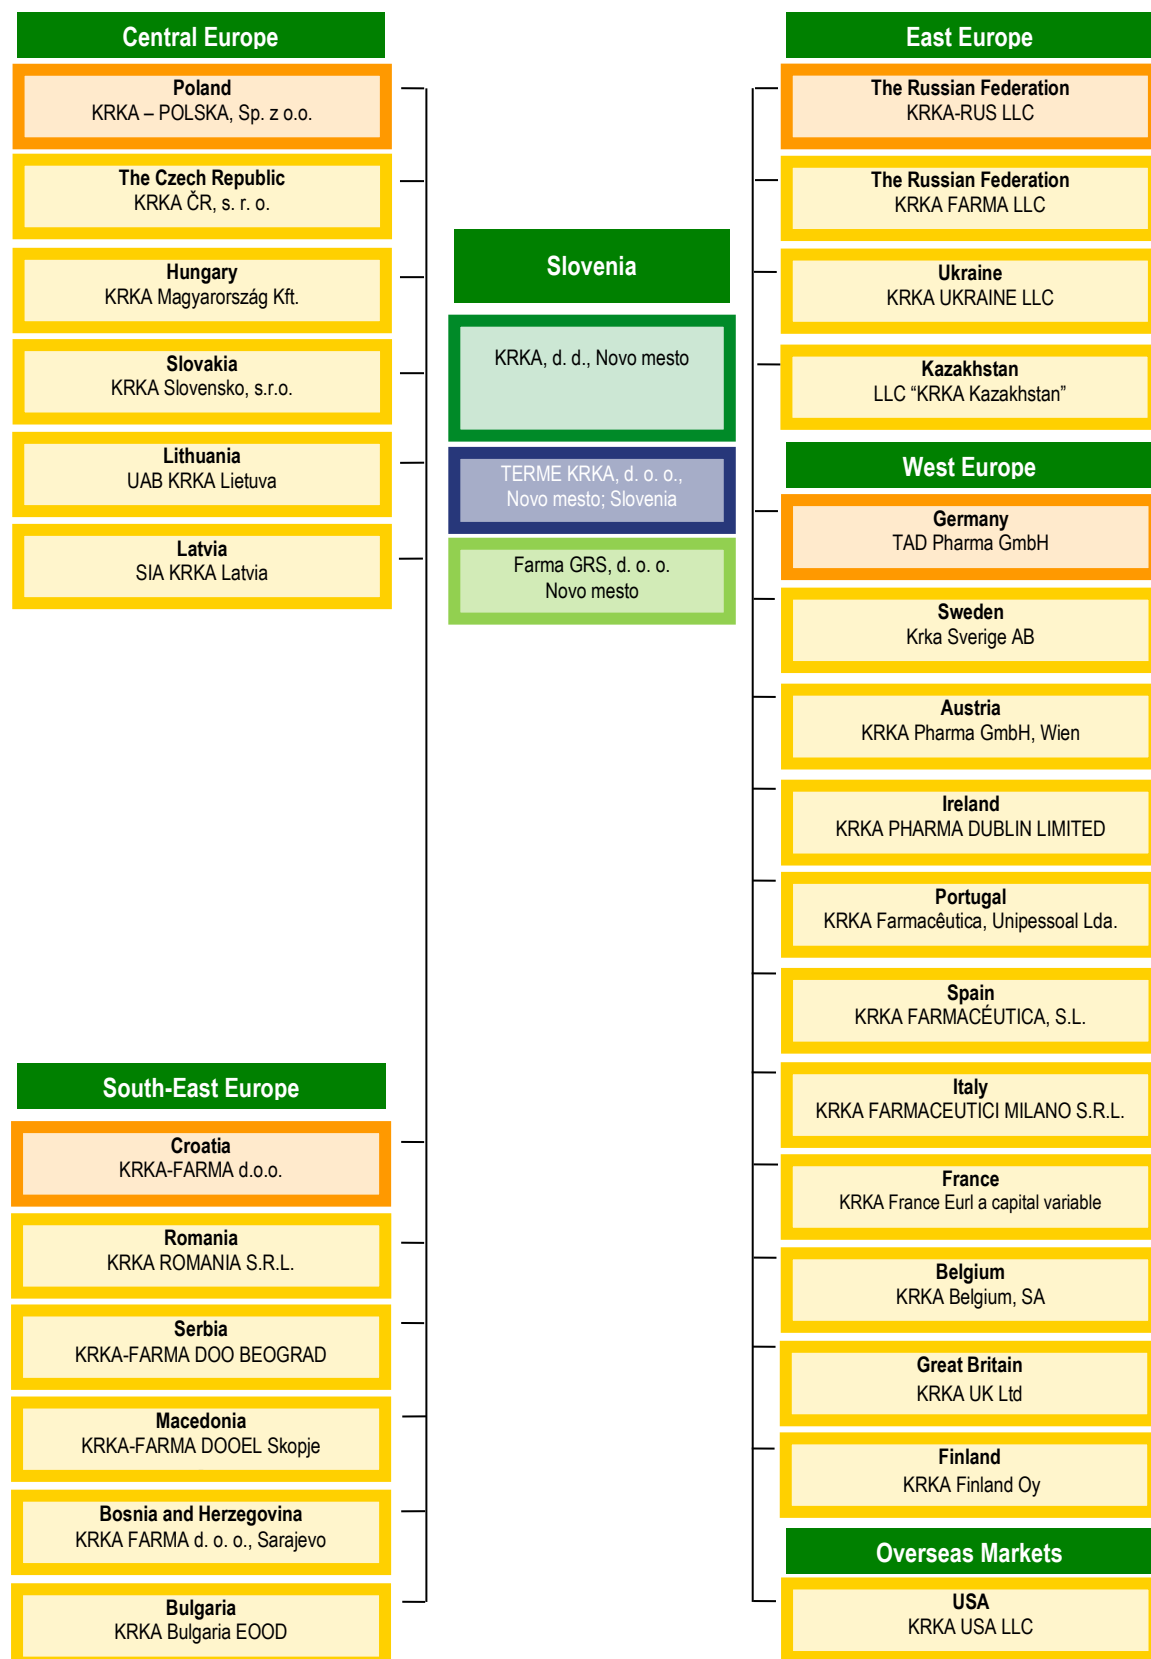 Central Europe
Poland
KRKA – POLSKA, Sp. z o.o.
The Czech Republic
KRKA ČR, s. r. o.
Hungary
KRKA Magyarország Kft.
Slovakia
KRKA Slovensko, s.r.o.
Lithuania
UAB KRKA Lietuva
Latvia
SIA KRKA Latvia
South-East Europe
Croatia
KRKA-FARMA d.o.o.
Romania
KRKA ROMANIA S.R.L.
Serbia
KRKA-FARMA DOO BEOGRAD
Macedonia
KRKA-FARMA DOOEL Skopje
Bosnia and Herzegovina
KRKA FARMA d. o. o., Sarajevo
Bulgaria
KRKA Bulgaria EOOD
Slovenia
KRKA, d. d., Novo mesto
TERME KRKA, d. o. o.,
Novo mesto; Slovenia
Farma GRS, d. o. o.
Novo mesto
East Europe
The Russian Federation
KRKA-RUS LLC
The Russian Federation
KRKA FARMA LLC
Ukraine
KRKA UKRAINE LLC
Kazakhstan
LLC “KRKA Kazakhstan”
West Europe
Germany
TAD Pharma GmbH
Sweden
Krka Sverige AB
Austria
KRKA Pharma GmbH, Wien
Ireland
KRKA PHARMA DUBLIN LIMITED
Portugal
KRKA Farmacêutica, Unipessoal Lda.
Spain
KRKA FARMACÉUTICA, S.L.
Italy
KRKA FARMACEUTICI MILANO S.R.L.
France
KRKA France Eurl a capital variable
Belgium
KRKA Belgium, SA
Great Britain
KRKA UK Ltd
Finland
KRKA Finland Oy
Overseas Markets
USA
KRKA USA LLC